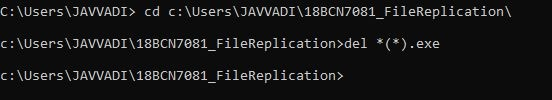 C:\Users\JAVVADI> cd c:\Users\JAVVADI\18BCN7081_FileReplication\
c:\Users\JAVVADI\18BCN7081_FileReplication>del *(*).exe
c:\Users\JAVVADI\18BCN7081_FileReplication>